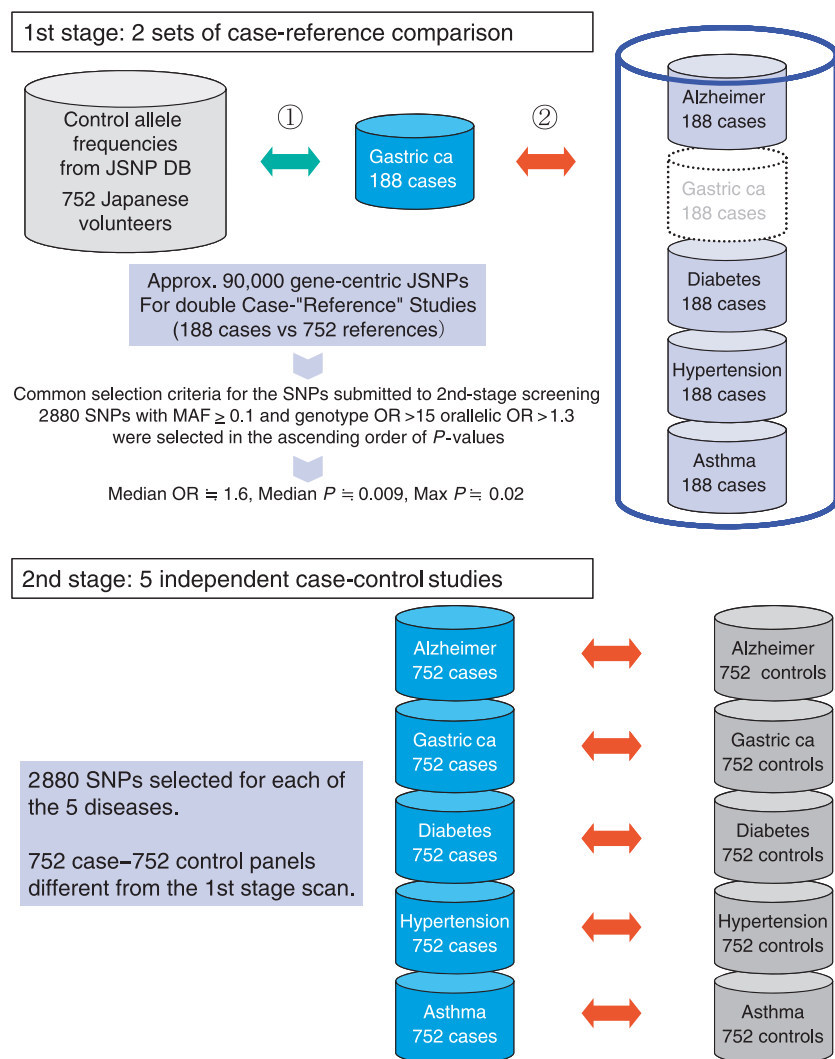 1st stage: 2 sets of case-reference comparison
Control allele
frequencies
from JSNP DB
752 Japanese
volunteers
①
Gastric ca
188 cases
②
Alzheimer
188 cases
Gastric ca
188 cases
Diabetes
188 cases
Hypertension
188 cases
Asthma
188 cases
Approx. 90,000 gene-centric JSNPs
For double Case-"Reference" Studies
(188 cases vs 752 references)
Common selection criteria for the SNPs submitted to 2nd-stage screening
2880 SNPs with MAF ≥ 0.1 and genotype OR >15 orallelic OR >1.3
were selected in the ascending order of P-values
Median OR ≒ 1.6, Median P ≒ 0.009, Max P ≒ 0.02
2nd stage: 5 independent case-control studies
2880 SNPs selected for each of
the 5 diseases.
752 case–752 control panels
different from the 1st stage scan.
Alzheimer
752 cases
Alzheimer
752 controls
Gastric ca
752 cases
Gastric ca
752 controls
Diabetes
752 cases
Diabetes
752 controls
Hypertension
752 cases
Hypertension
752 controls
Asthma
752 cases
Asthma
752 controls